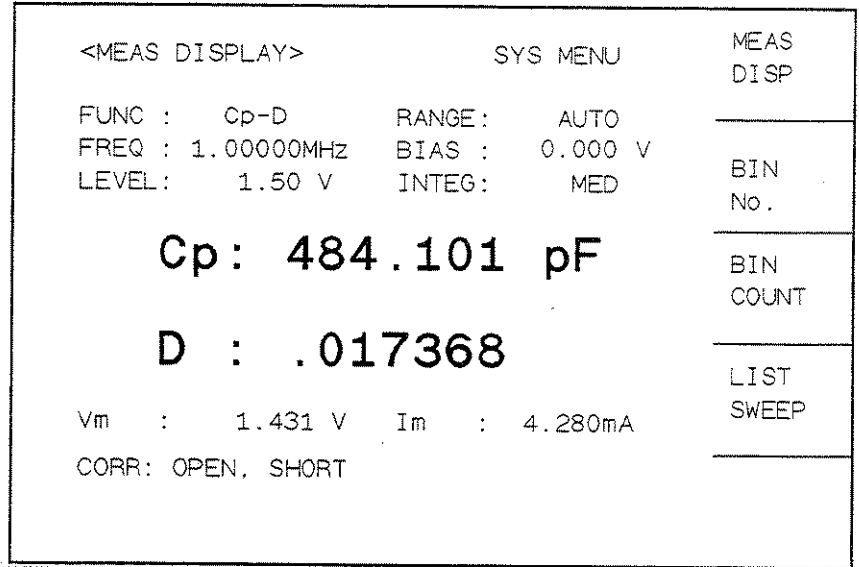 <MEAS DISPLAY> SYS MENU
FUNC : Cp-D RANGE: AUTO
FREQ : 1.00000MHz BIAS : 0.000 V
LEVEL: 1.50 V INTEG: MED
Cp: 484.101 pF
D : .017368
Vm : 1.431 V Im : 4.280mA
CORR: OPEN, SHORT
MEAS
DISP
BIN
No.
BIN
COUNT
LIST
SWEEP